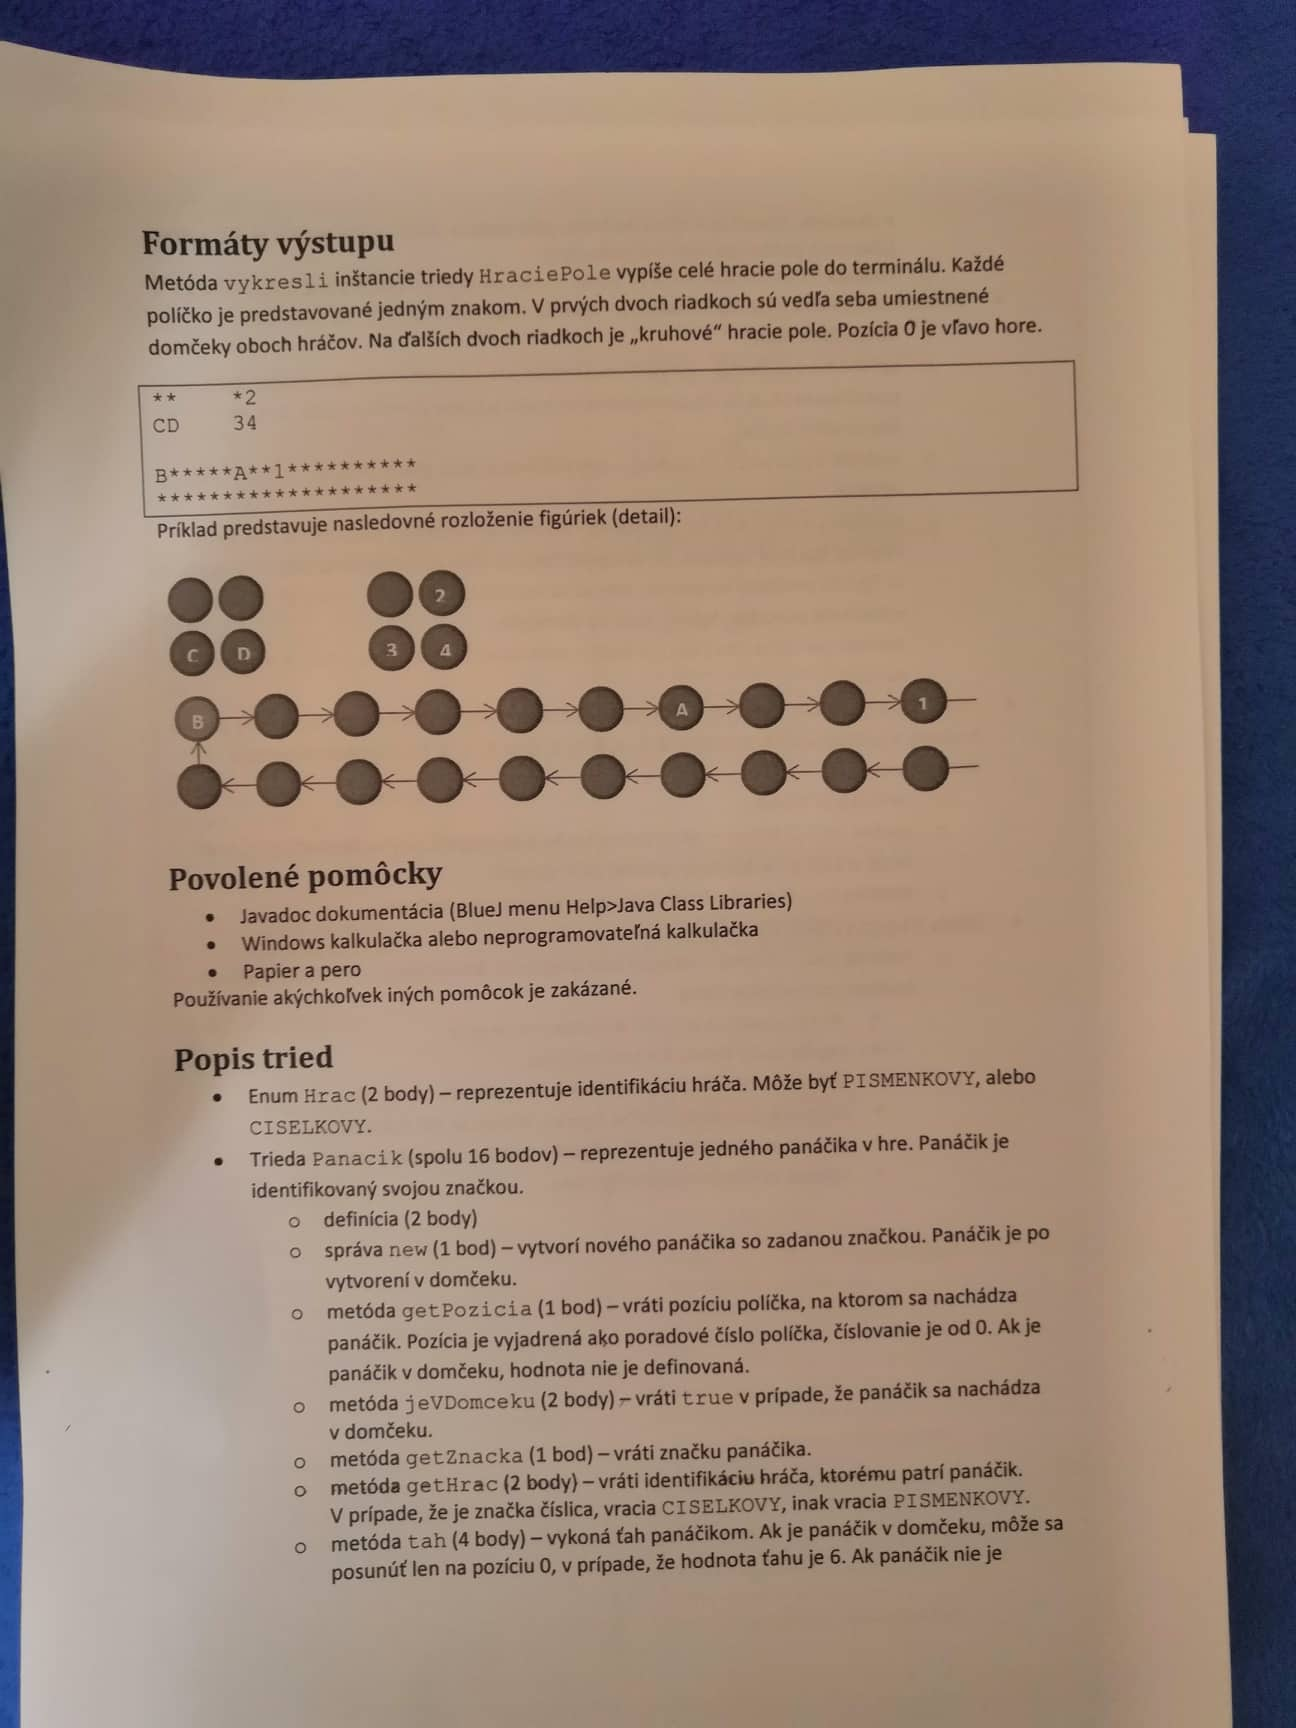 Formáty výstupu
Metóda vykresli inštancie triedy HraciePole vypíše celé hracie pole do terminálu. Každé
políčko je predstavované jedným znakom. V prvých dvoch riadkoch sú vedľa seba umiestnené
domčeky oboch hráčov. Na ďalších dvoch riadkoch je „kruhové“ hracie pole. Pozícia 0 je vľavo hore.
** *2
CD 34
B*****A**1**********
********************
Príklad predstavuje nasledovné rozloženie figúriek (detail):
2
C D 3 4
B A 1
Povolené pomôcky
• Javadoc dokumentácia (BlueJ menu Help>Java Class Libraries)
• Windows kalkulačka alebo neprogramovateľná kalkulačka
• Papier a pero
Používanie akýchkoľvek iných pomôcok je zakázané.
Popis tried
• Enum Hrac (2 body) – reprezentuje identifikáciu hráča. Môže byť PISMENKOVY, alebo
CISELKOVY.
• Trieda Panacik (spolu 16 bodov) – reprezentuje jedného panáčika v hre. Panáčik je
identifikovaný svojou značkou.
o definícia (2 body)
o správa new (1 bod) – vytvorí nového panáčika so zadanou značkou. Panáčik je po
vytvorení v domčeku.
o metóda getPozicia (1 bod) – vráti pozíciu políčka, na ktorom sa nachádza
panáčik. Pozícia je vyjadrená ako poradové číslo políčka, číslovanie je od 0. Ak je
panáčik v domčeku, hodnota nie je definovaná.
o metóda jeVDomceku (2 body) – vráti true v prípade, že panáčik sa nachádza
v domčeku.
o metóda getZnacka (1 bod) – vráti značku panáčika.
o metóda getHrac (2 body) – vráti identifikáciu hráča, ktorému patrí panáčik.
V prípade, že je značka číslica, vracia CISELKOVY, inak vracia PISMENKOVY.
o metóda tah (4 body) – vykoná ťah panáčikom. Ak je panáčik v domčeku, môže sa
posunúť len na pozíciu 0, v prípade, že hodnota ťahu je 6. Ak panáčik nie je